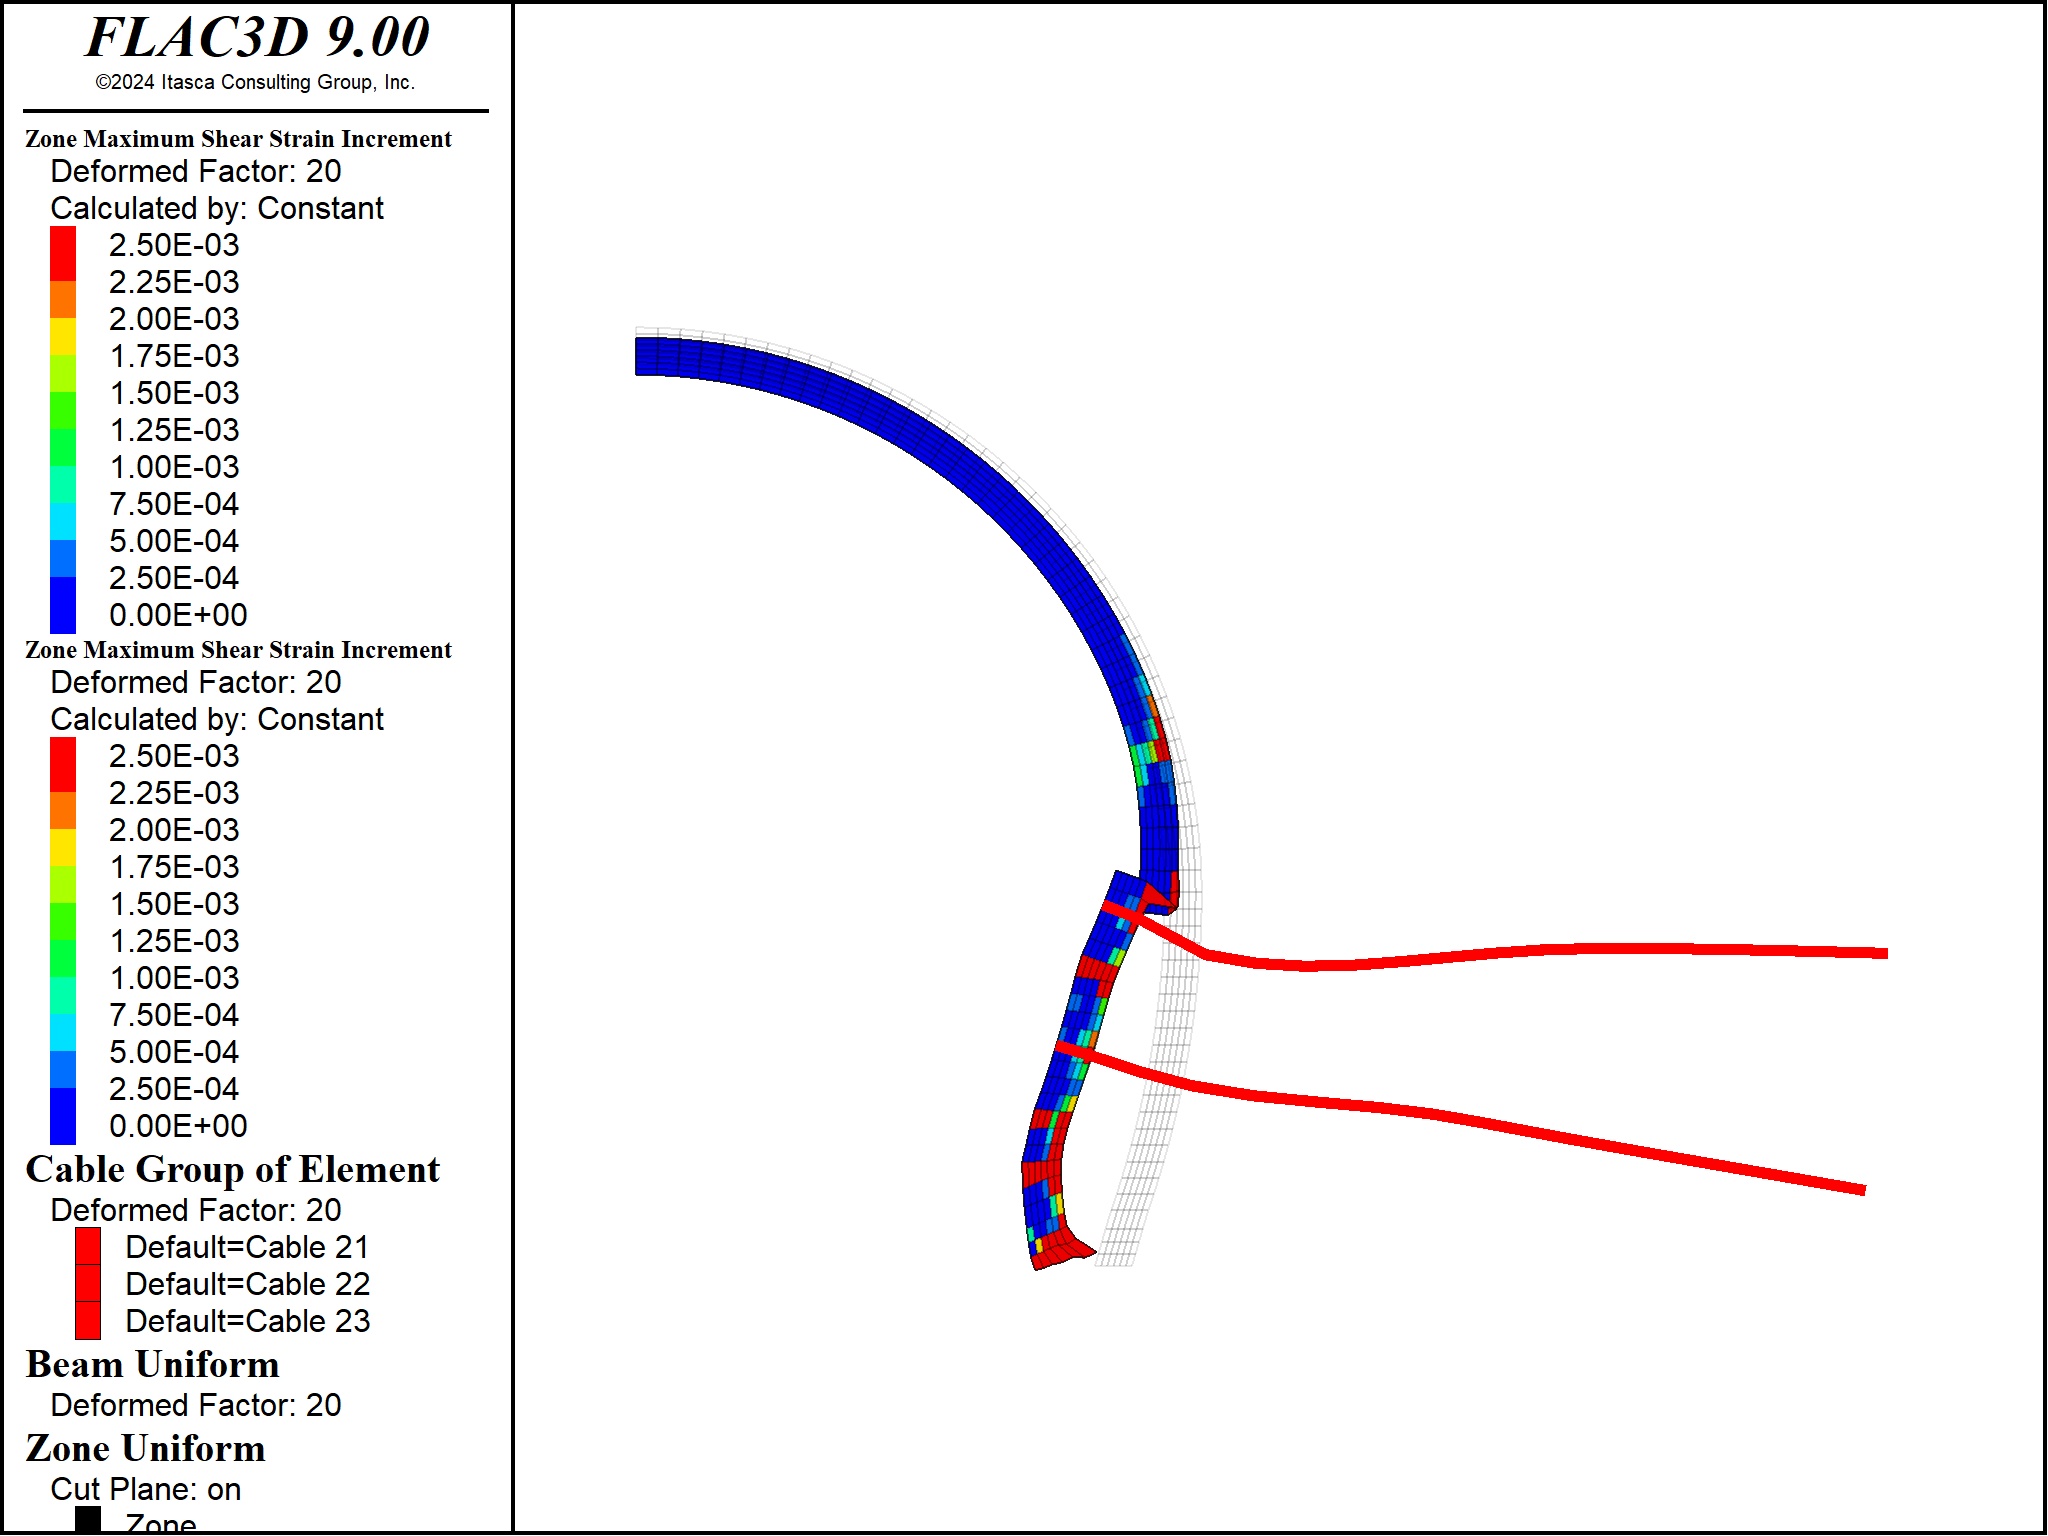 FLAC3D 9.00
©2024 Itasca Consulting Group, Inc.
Zone Maximum Shear Strain Increment
Deformed Factor: 20
Calculated by: Constant
2.50E-03
2.25E-03
2.00E-03
1.75E-03
1.50E-03
1.25E-03
1.00E-03
7.50E-04
5.00E-04
2.50E-04
0.00E+00
Zone Maximum Shear Strain Increment
Deformed Factor: 20
Calculated by: Constant
2.50E-03
2.25E-03
2.00E-03
1.75E-03
1.50E-03
1.25E-03
1.00E-03
7.50E-04
5.00E-04
2.50E-04
0.00E+00
Cable Group of Element
Deformed Factor: 20
Default=Cable 21
Default=Cable 22
Default=Cable 23
Beam Uniform
Deformed Factor: 20
Zone Uniform
Cut Plane: on
Zone